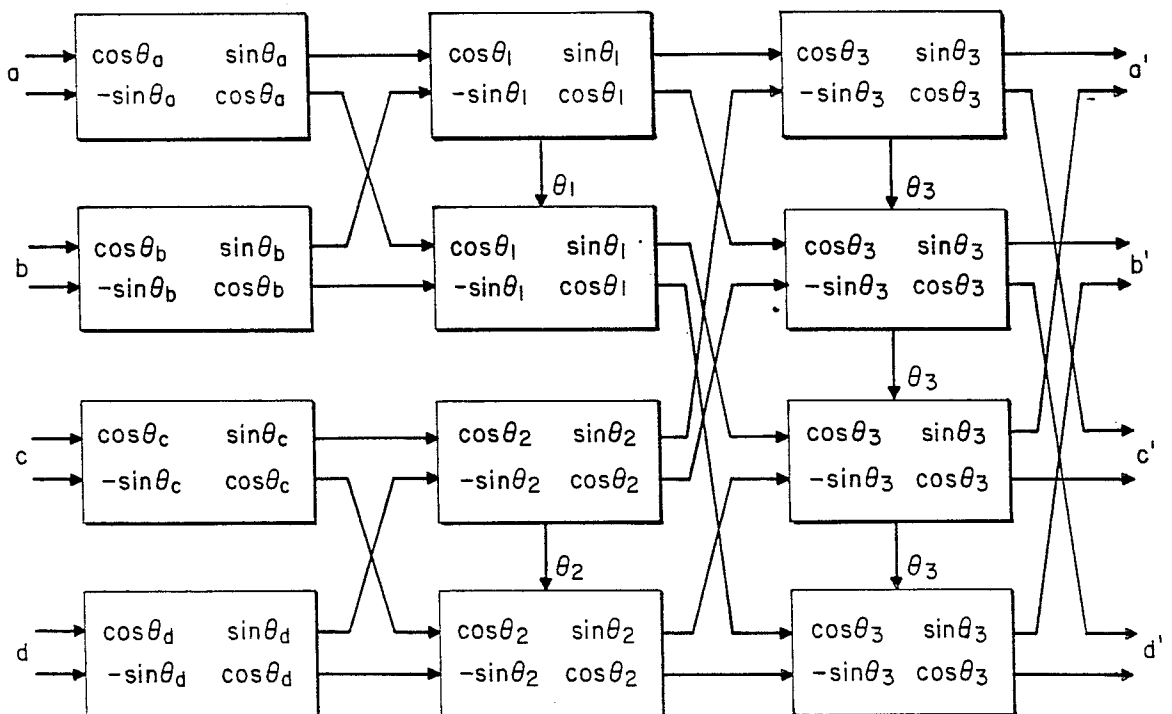 cosθa sinθa cosθ1 sinθ1 cosθ3 sinθ3
a a'
-sinθa cosθa -sinθ1 cosθ1 -sinθ3 cosθ3
θ1 θ3
cosθb sinθb cosθ1 sinθ1 cosθ3 sinθ3
b b'
-sinθb cosθb -sinθ1 cosθ1 -sinθ3 cosθ3
θ3
cosθc sinθc cosθ2 sinθ2 cosθ3 sinθ3
c c'
-sinθc cosθc -sinθ2 cosθ2 -sinθ3 cosθ3
θ2 θ3
cosθd sinθd cosθ2 sinθ2 cosθ3 sinθ3
d d'
-sinθd cosθd -sinθ2 cosθ2 -sinθ3 cosθ3